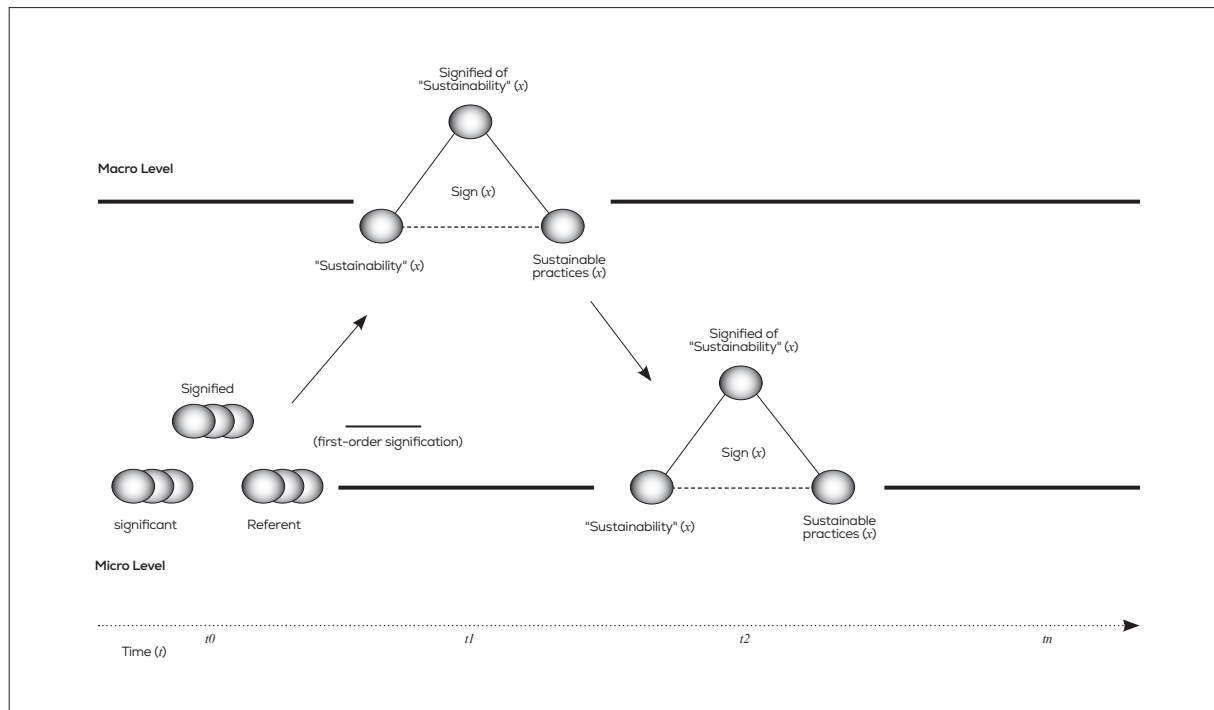 Signified of
"Sustainability" (x)
Macro Level
Sign (x)
"Sustainability" (x)
Sustainable
practices (x)
Signified of
"Sustainability" (x)
Signified
(first-order signification)
Sign (x)
significant
Referent
"Sustainability" (x)
Sustainable
practices (x)
Micro Level
t0
t1
t2
tn
Time (t)